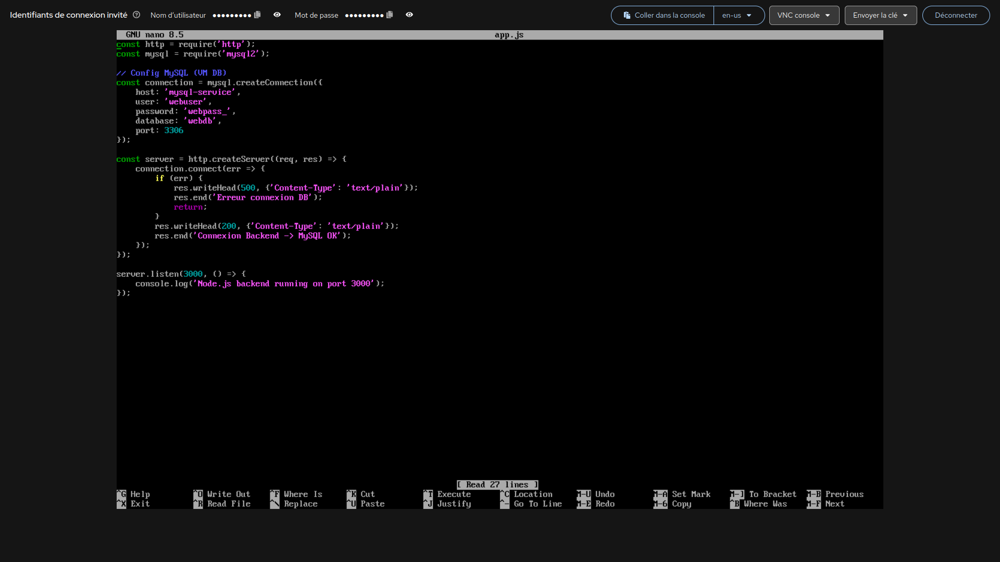 Identifiants de connexion invité Nom d'utilisateur ●●●●●●●●● Mot de passe ●●●●●●●●● Coller dans la console en-us VNC console Envoyer la clé Déconnecter
GNU nano 8.5 app.js
const http = require('http');
const mysql = require('mysql2');

// Config MySQL (VM DB)
const connection = mysql.createConnection({
    host: 'mysql-service',
    user: 'webuser',
    password: 'webpass_',
    database: 'webdb',
    port: 3306
});

const server = http.createServer((req, res) => {
    connection.connect(err => {
        if (err) {
            res.writeHead(500, {'Content-Type': 'text/plain'});
            res.end('Erreur connexion DB');
            return;
        }
        res.writeHead(200, {'Content-Type': 'text/plain'});
        res.end('Connexion Backend -> MySQL OK');
    });
});

server.listen(3000, () => {
    console.log('Node.js backend running on port 3000');
});
[ Read 27 lines ]
^G Help ^O Write Out ^F Where Is ^K Cut ^T Execute ^C Location M-U Undo M-A Set Mark M-] To Bracket M-B Previous
^X Exit ^R Read File ^\ Replace ^U Paste ^J Justify ^- Go To Line M-E Redo M-6 Copy ^B Where Was M-F Next